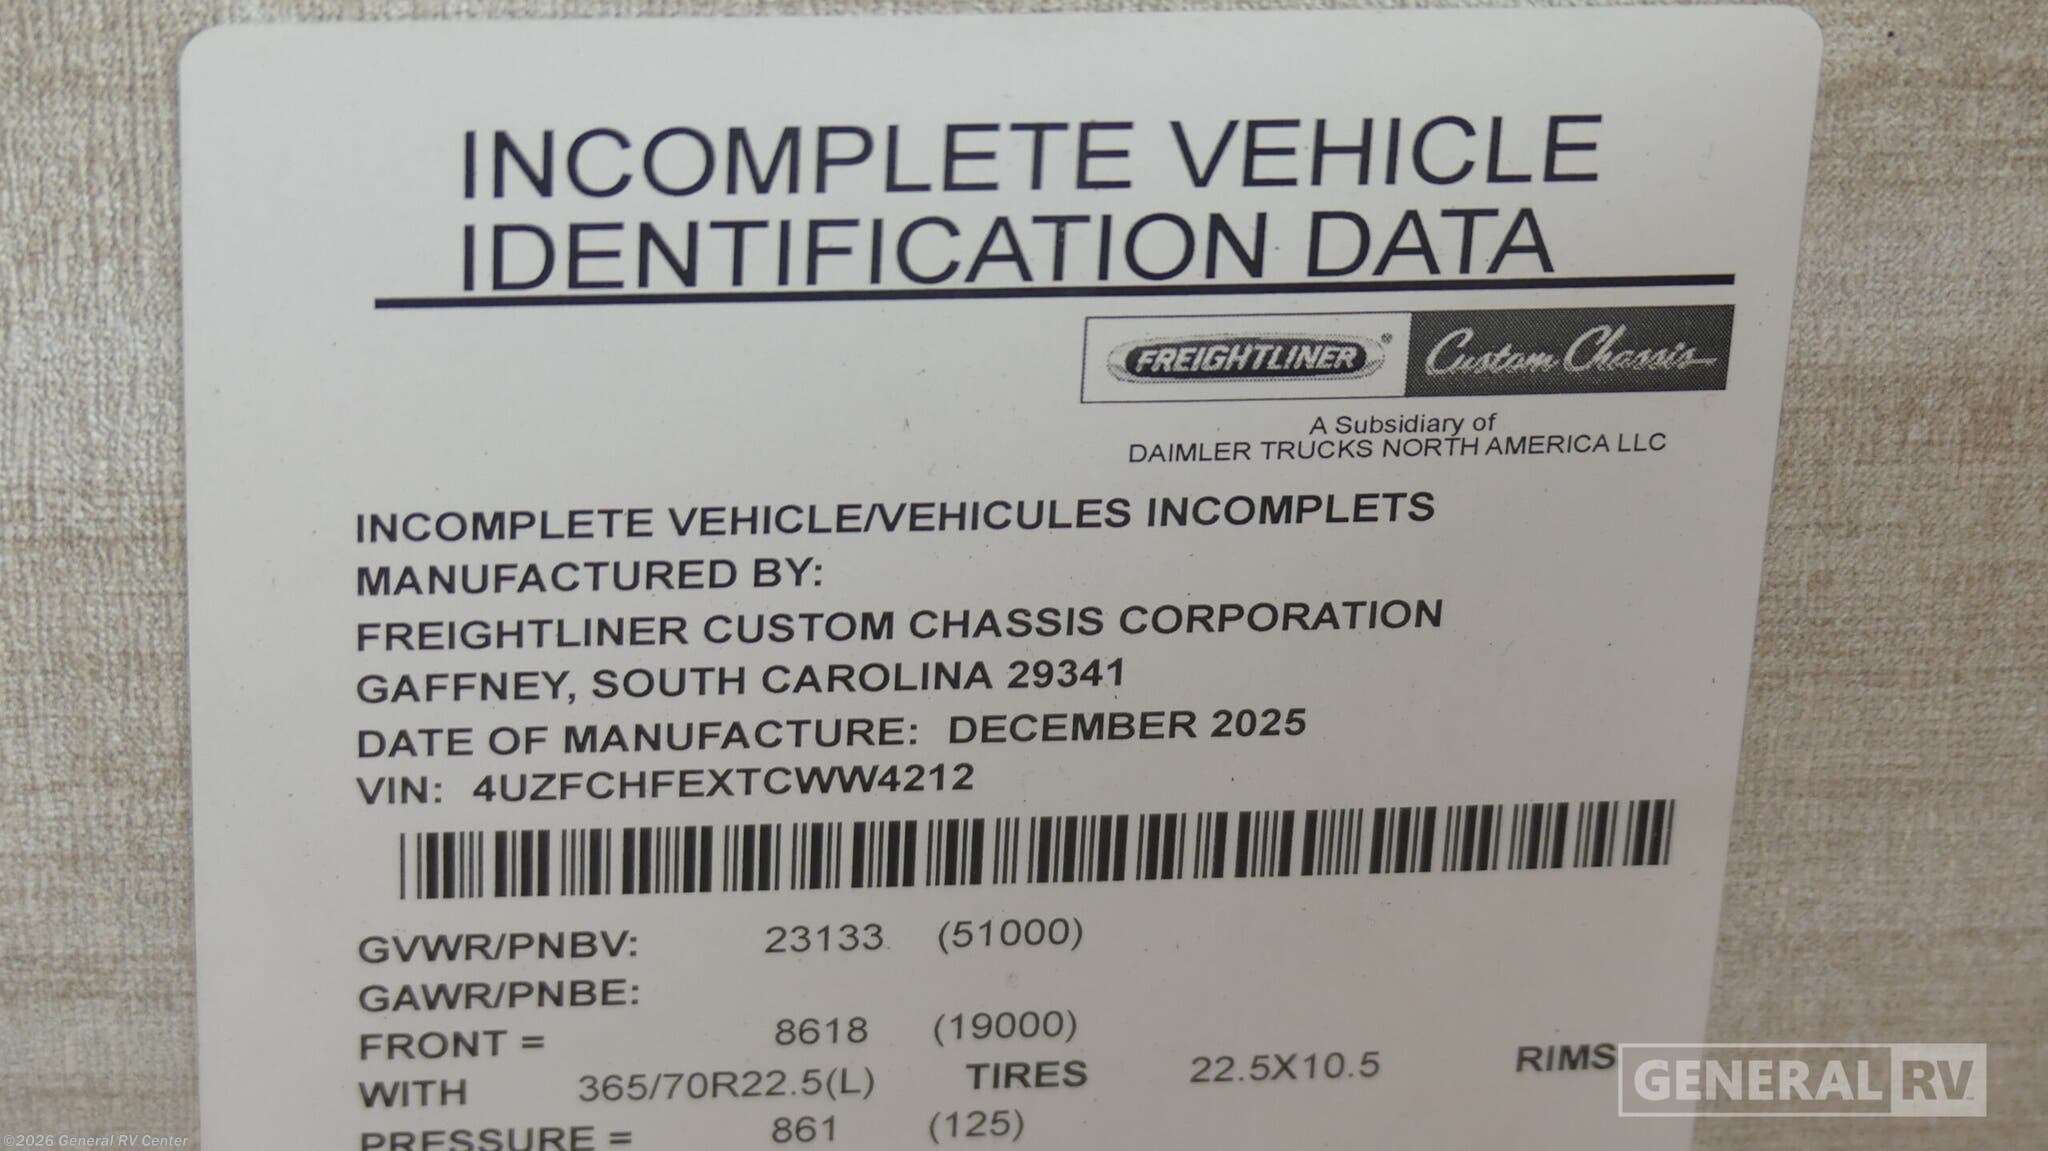 INCOMPLETE VEHICLE
IDENTIFICATION DATA
FREIGHTLINER® Custom Chassis
A Subsidiary of
DAIMLER TRUCKS NORTH AMERICA LLC
INCOMPLETE VEHICLE/VEHICULES INCOMPLETS
MANUFACTURED BY:
FREIGHTLINER CUSTOM CHASSIS CORPORATION
GAFFNEY, SOUTH CAROLINA 29341
DATE OF MANUFACTURE: DECEMBER 2025
VIN: 4UZFCHFEXTCWW4212
GVWR/PNBV: 23133 (51000)
GAWR/PNBE:
FRONT = 8618 (19000)
WITH 365/70R22.5(L) TIRES 22.5X10.5 RIMS
PRESSURE = 861 (125)
GENERAL RV
©2026 General RV Center